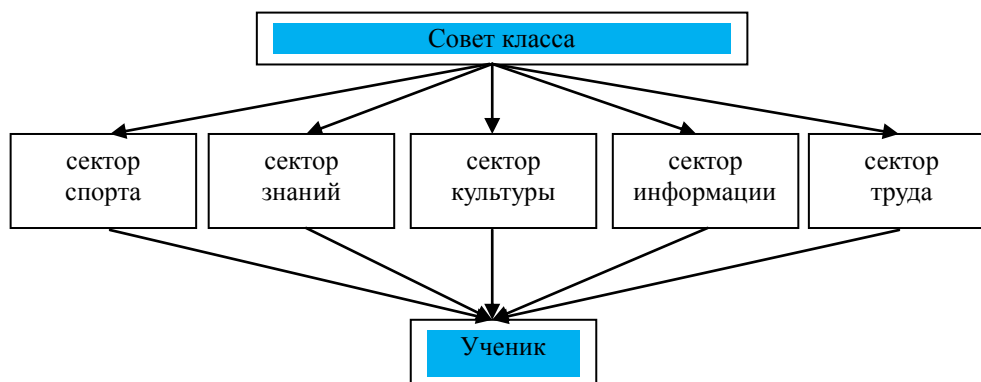 Совет класса
сектор
спорта
сектор
знаний
сектор
культуры
сектор
информации
сектор
труда
Ученик